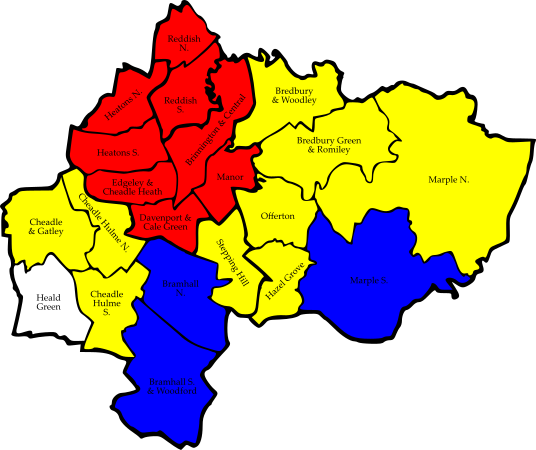 Reddish
N.
Bredbury
& Woodley
Heatons N.
Reddish
S.
Brinnington & Central
Bredbury Green
& Romiley
Heatons S.
Manor
Marple N.
Edgeley &
Cheadle Heath
Cheadle
& Gatley
Cheadle Hulme N.
Davenport &
Cale Green
Offerton
Stepping Hill
Hazel Grove
Marple S.
Bramhall
N.
Heald
Green
Cheadle
Hulme
S.
Bramhall S.
& Woodford